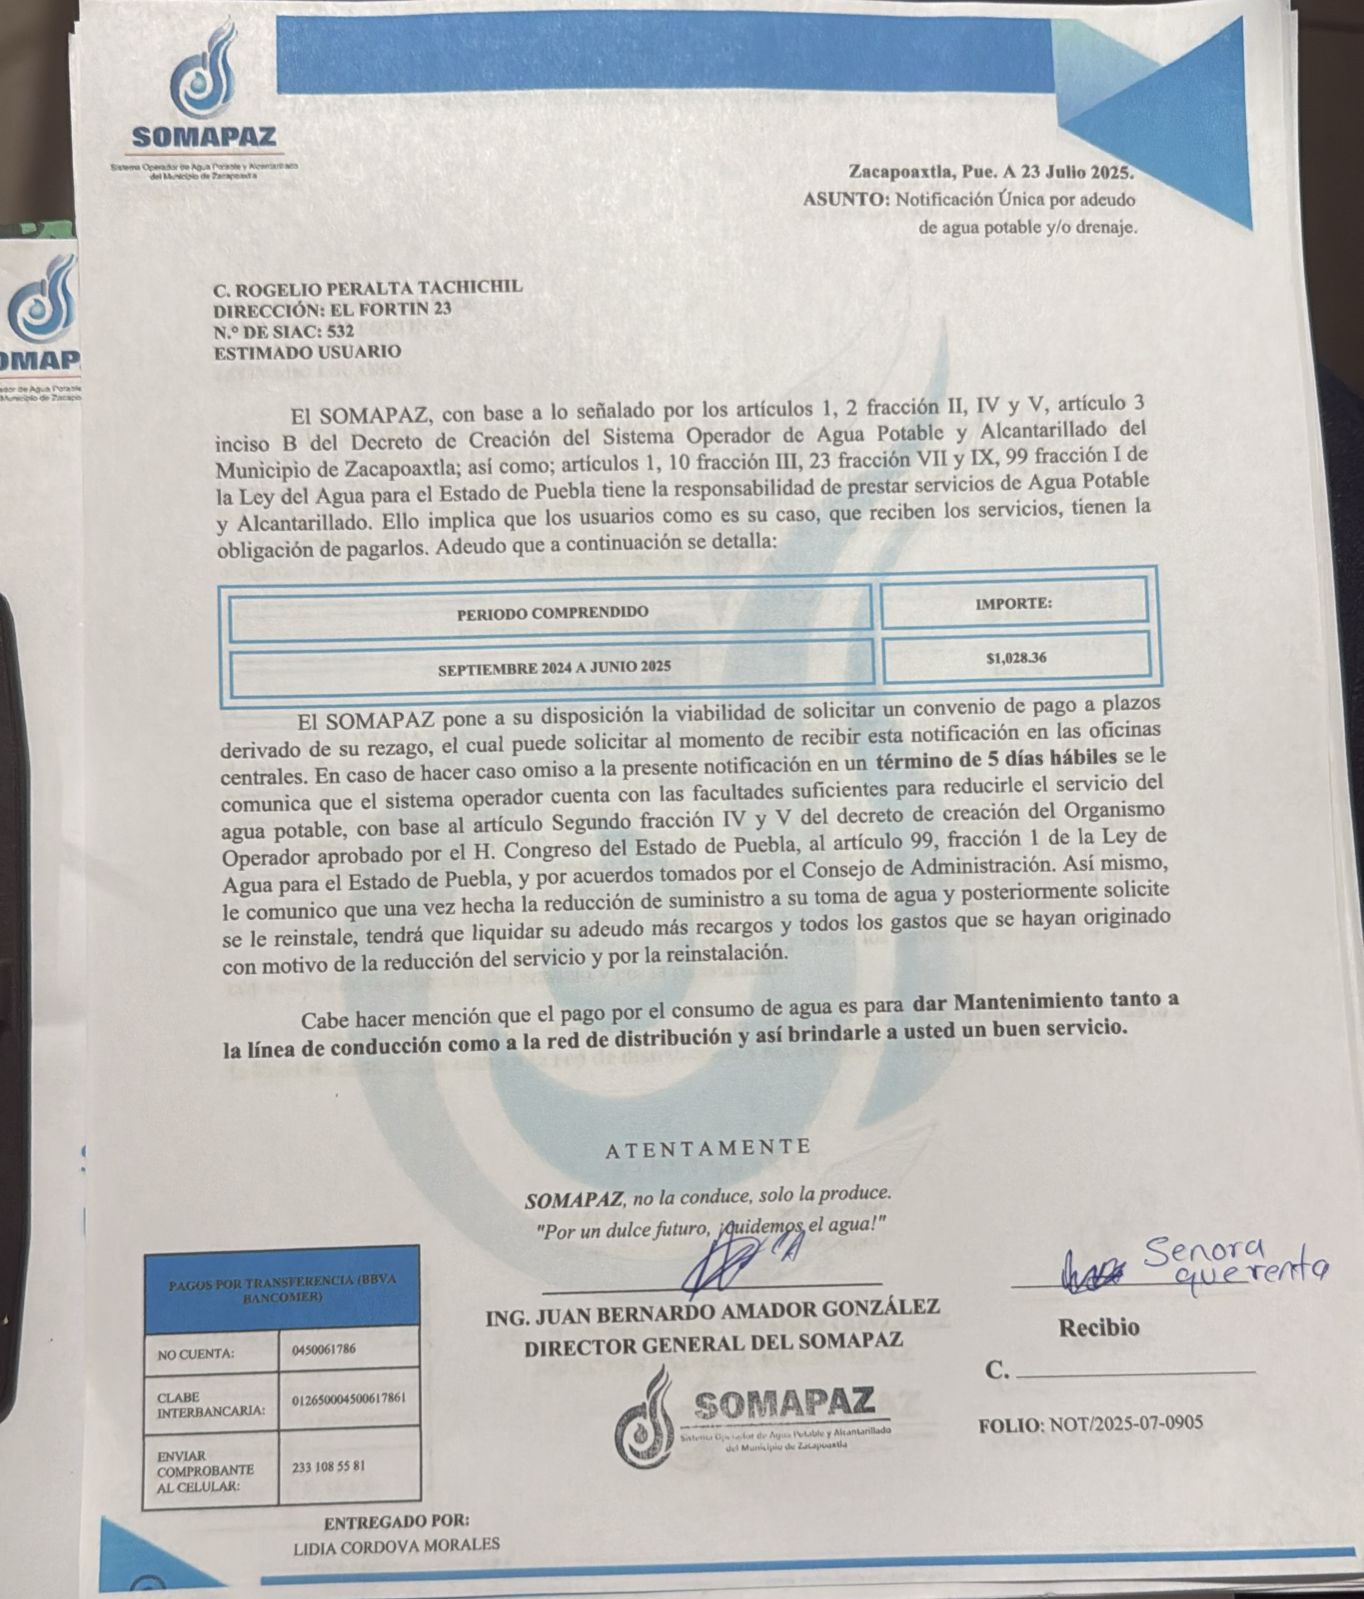 SOMAPAZ
Sistema Operador de Agua Potable y Alcantarillado
del Municipio de Zacapoaxtla
Zacapoaxtla, Pue. A 23 Julio 2025.
ASUNTO: Notificación Única por adeudo
de agua potable y/o drenaje.
OMAP
C. ROGELIO PERALTA TACHICHIL
DIRECCIÓN: EL FORTIN 23
N.º DE SIAC: 532
ESTIMADO USUARIO
El SOMAPAZ, con base a lo señalado por los artículos 1, 2 fracción II, IV y V, artículo 3
inciso B del Decreto de Creación del Sistema Operador de Agua Potable y Alcantarillado del
Municipio de Zacapoaxtla; así como; artículos 1, 10 fracción III, 23 fracción VII y IX, 99 fracción I de
la Ley del Agua para el Estado de Puebla tiene la responsabilidad de prestar servicios de Agua Potable
y Alcantarillado. Ello implica que los usuarios como es su caso, que reciben los servicios, tienen la
obligación de pagarlos. Adeudo que a continuación se detalla:
PERIODO COMPRENDIDO
IMPORTE:
SEPTIEMBRE 2024 A JUNIO 2025
$1,028.36
El SOMAPAZ pone a su disposición la viabilidad de solicitar un convenio de pago a plazos
derivado de su rezago, el cual puede solicitar al momento de recibir esta notificación en las oficinas
centrales. En caso de hacer caso omiso a la presente notificación en un término de 5 días hábiles se le
comunica que el sistema operador cuenta con las facultades suficientes para reducirle el servicio del
agua potable, con base al artículo Segundo fracción IV y V del decreto de creación del Organismo
Operador aprobado por el H. Congreso del Estado de Puebla, al artículo 99, fracción 1 de la Ley de
Agua para el Estado de Puebla, y por acuerdos tomados por el Consejo de Administración. Así mismo,
le comunico que una vez hecha la reducción de suministro a su toma de agua y posteriormente solicite
se le reinstale, tendrá que liquidar su adeudo más recargos y todos los gastos que se hayan originado
con motivo de la reducción del servicio y por la reinstalación.
Cabe hacer mención que el pago por el consumo de agua es para dar Mantenimiento tanto a
la línea de conducción como a la red de distribución y así brindarle a usted un buen servicio.
ATENTAMENTE
SOMAPAZ, no la conduce, solo la produce.
"Por un dulce futuro, ¡Quidemos el agua!"
ING. JUAN BERNARDO AMADOR GONZÁLEZ
DIRECTOR GENERAL DEL SOMAPAZ
SOMAPAZ
Sistema Operador de Agua Potable y Alcantarillado
del Municipio de Zacapoaxtla
Senora
que renta
Recibio
C.
FOLIO: NOT/2025-07-0905
PAGOS POR TRANSFERENCIA (BBVA
BANCOMER)
NO CUENTA:
0450061786
CLABE
INTERBANCARIA:
012650004500617861
ENVIAR
COMPROBANTE
AL CELULAR:
233 108 55 81
ENTREGADO POR:
LIDIA CORDOVA MORALES